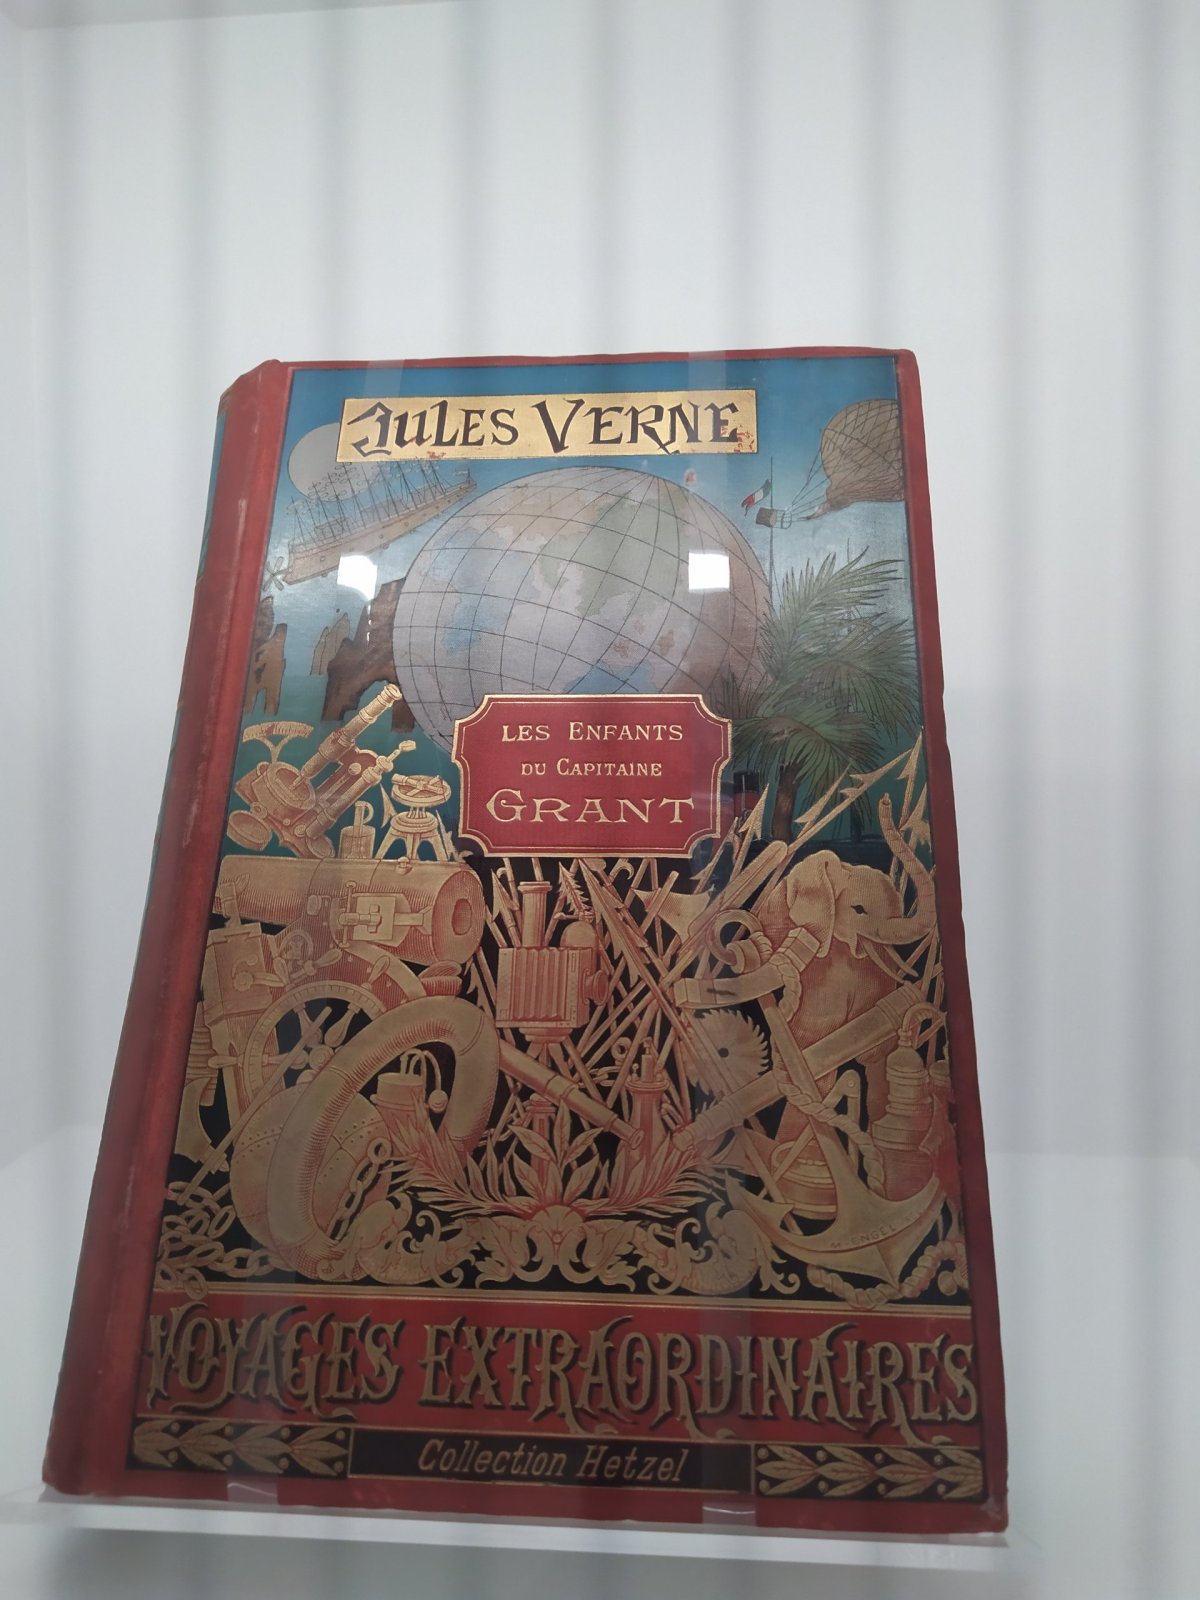 JULES VERNE
LES ENFANTS
DU CAPITAINE
GRANT
VOYAGES EXTRAORDINAIRES
Collection Hetzel